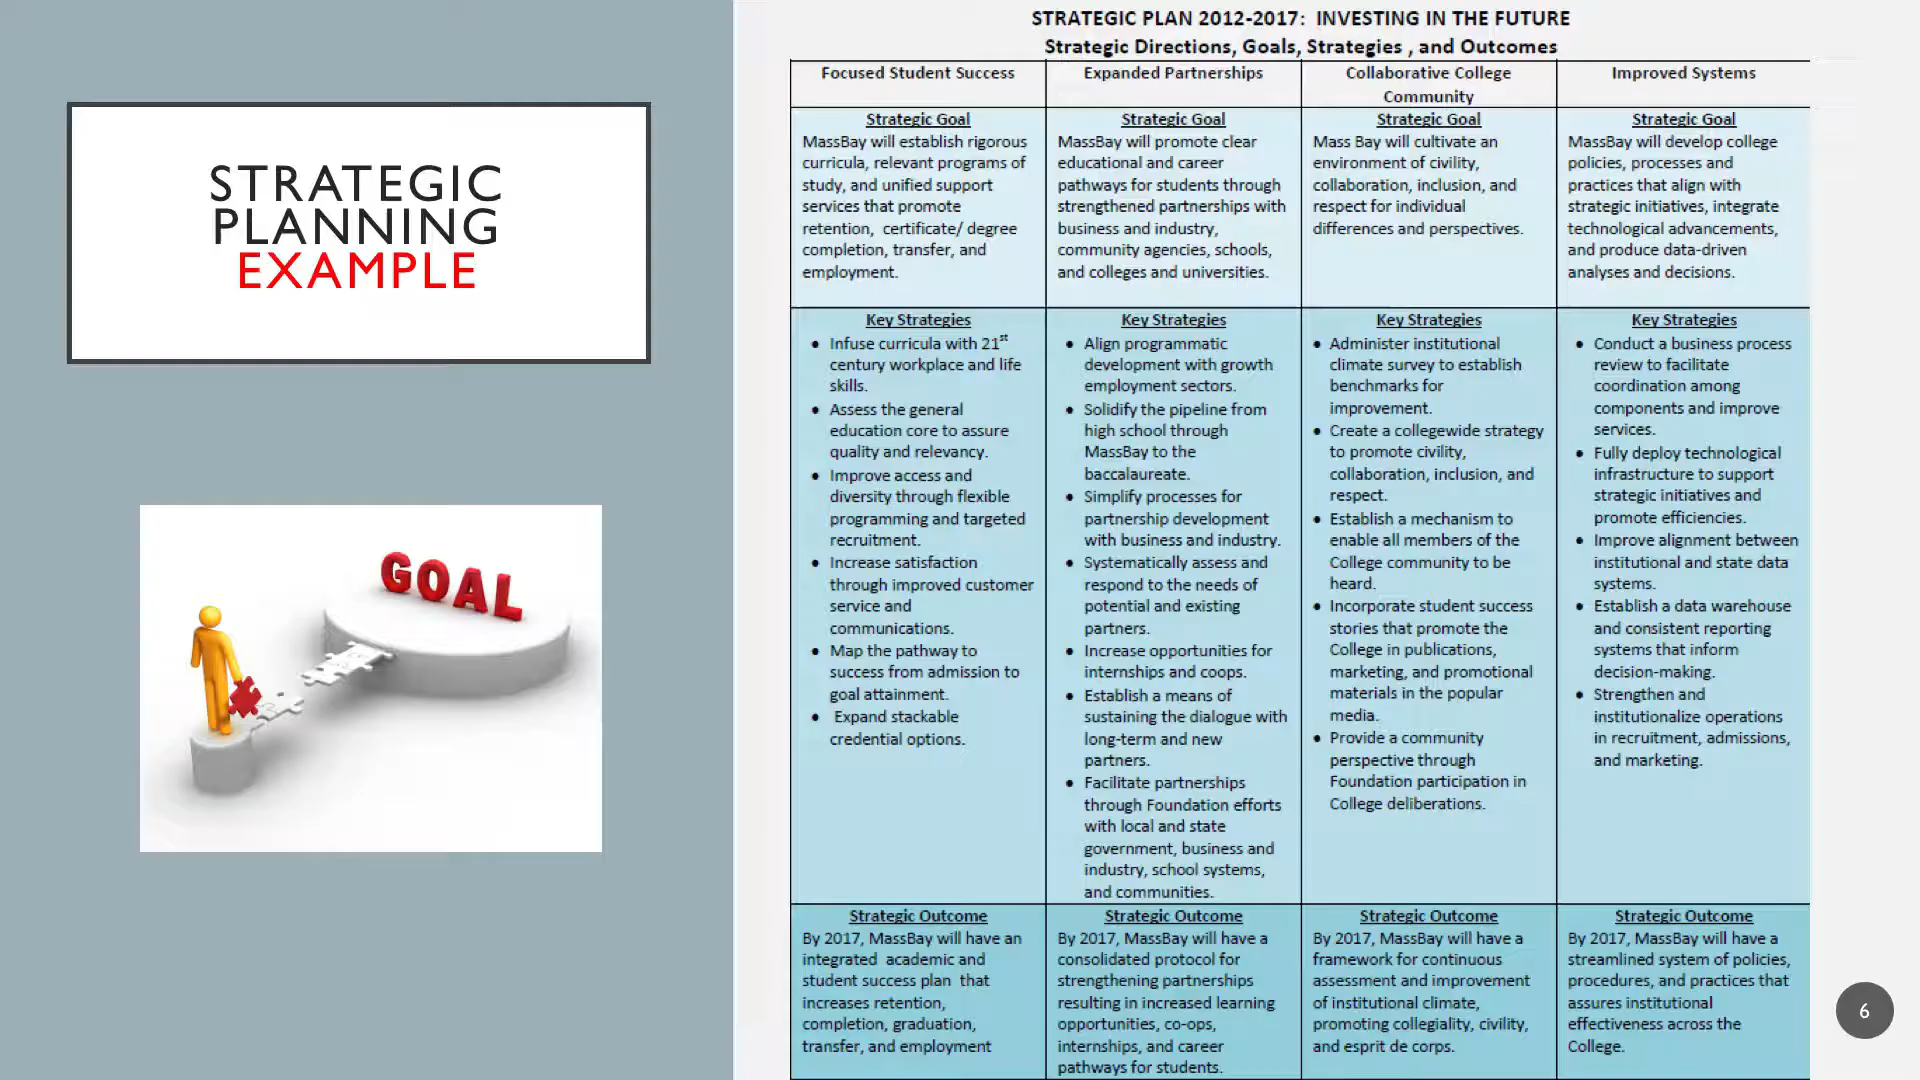 STRATEGIC
PLANNING
EXAMPLE
GOAL
STRATEGIC PLAN 2012-2017: INVESTING IN THE FUTURE
Strategic Directions, Goals, Strategies , and Outcomes
Focused Student Success
Strategic Goal
MassBay will establish rigorous
curricula, relevant programs of
study, and unified support
services that promote
retention, certificate/ degree
completion, transfer, and
employment.
Key Strategies
• Infuse curricula with 21st
century workplace and life
skills.
• Assess the general
education core to assure
quality and relevancy.
• Improve access and
diversity through flexible
programming and targeted
recruitment.
• Increase satisfaction
through improved customer
service and
communications.
• Map the pathway to
success from admission to
goal attainment.
• Expand stackable
credential options.
Strategic Outcome
By 2017, MassBay will have an
integrated academic and
student success plan that
increases retention,
completion, graduation,
transfer, and employment
Expanded Partnerships
Strategic Goal
MassBay will promote clear
educational and career
pathways for students through
strengthened partnerships with
business and industry,
community agencies, schools,
and colleges and universities.
Key Strategies
• Align programmatic
development with growth
employment sectors.
• Solidify the pipeline from
high school through
MassBay to the
baccalaureate.
• Simplify processes for
partnership development
with business and industry.
• Systematically assess and
respond to the needs of
potential and existing
partners.
• Increase opportunities for
internships and coops.
• Establish a means of
sustaining the dialogue with
long-term and new
partners.
• Facilitate partnerships
through Foundation efforts
with local and state
government, business and
industry, school systems,
and communities.
Strategic Outcome
By 2017, MassBay will have a
consolidated protocol for
strengthening partnerships
resulting in increased learning
opportunities, co-ops,
internships, and career
pathways for students.
Collaborative College
Community
Strategic Goal
Mass Bay will cultivate an
environment of civility,
collaboration, inclusion, and
respect for individual
differences and perspectives.
Key Strategies
• Administer institutional
climate survey to establish
benchmarks for
improvement.
• Create a collegewide strategy
to promote civility,
collaboration, inclusion, and
respect.
• Establish a mechanism to
enable all members of the
College community to be
heard.
• Incorporate student success
stories that promote the
College in publications,
marketing, and promotional
materials in the popular
media.
• Provide a community
perspective through
Foundation participation in
College deliberations.
Strategic Outcome
By 2017, MassBay will have a
framework for continuous
assessment and improvement
of institutional climate,
promoting collegiality, civility,
and esprit de corps.
Improved Systems
Strategic Goal
MassBay will develop college
policies, processes and
practices that align with
strategic initiatives, integrate
technological advancements,
and produce data-driven
analyses and decisions.
Key Strategies
• Conduct a business process
review to facilitate
coordination among
components and improve
services.
• Fully deploy technological
infrastructure to support
strategic initiatives and
promote efficiencies.
• Improve alignment between
institutional and state data
systems.
• Establish a data warehouse
and consistent reporting
systems that inform
decision-making.
• Strengthen and
institutionalize operations
in recruitment, admissions,
and marketing.
Strategic Outcome
By 2017, MassBay will have a
streamlined system of policies,
procedures, and practices that
assures institutional
effectiveness across the
College.
6